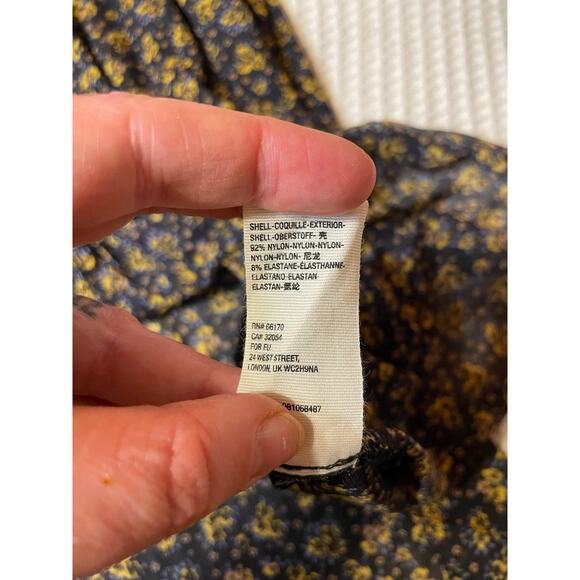 SHELL-COQUILLE-EXTERIOR-
SHELL-OBERSTOFF- 壳
92% NYLON-NYLON-NYLON-
NYLON-NYLON- 尼龙
8% ELASTANE-ÉLASTHANNE-
ELASTANO ELASTAN
ELASTAN-氨纶
RN# 66170
CA# 32054
FOR EU
24 WEST STREET,
LONDON, UK WC2H9NA